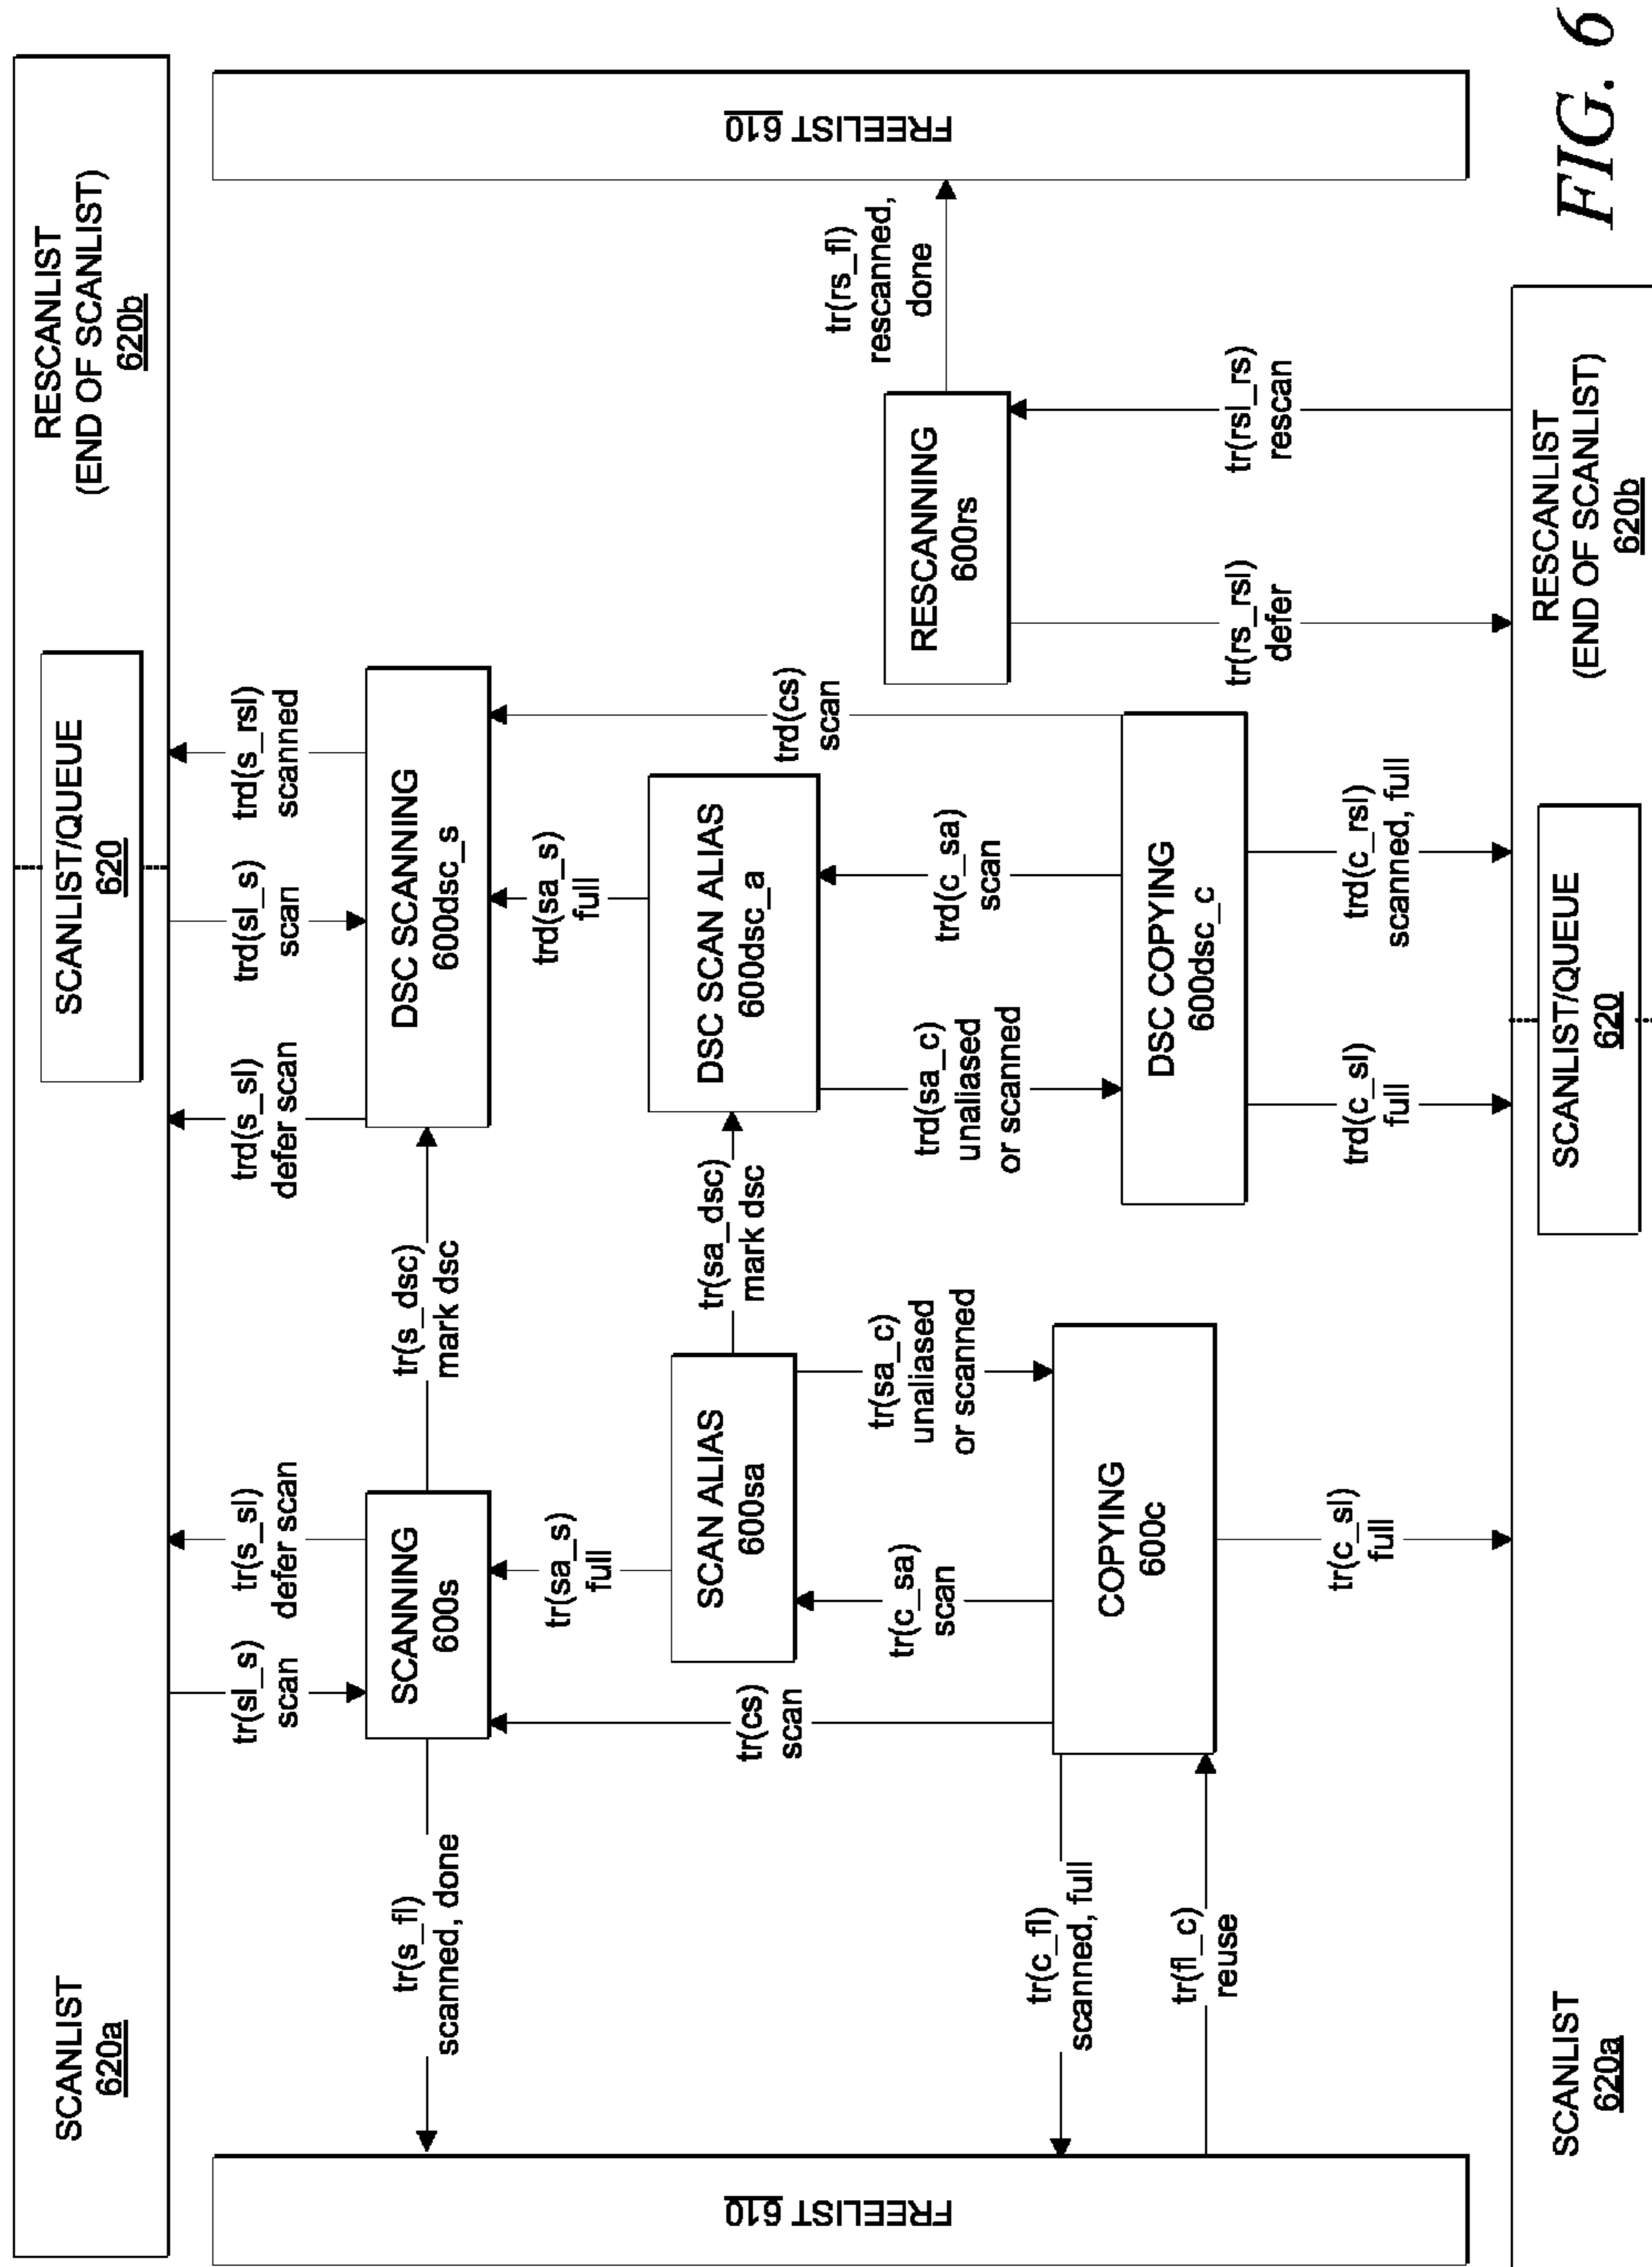 SCANLIST
620a
SCANLIST/QUEUE
620
RESCANLIST
(END OF SCANLIST)
620b
tr(sl_s)
scan
tr(s_sl)
defer scan
trd(s_sl)
defer scan
trd(sl_s)
scan
trd(s_rsl)
scanned
FREELIST 610
tr(s_fl)
scanned, done
SCANNING
600s
tr(s_dsc)
mark dsc
DSC SCANNING
600dsc_s
FREELIST 610
tr(cs)
scan
tr(sa_s)
full
trd(sa_s)
full
SCAN ALIAS
600sa
tr(sa_dsc)
mark dsc
DSC SCAN ALIAS
600dsc_a
trd(cs)
scan
tr(c_sa)
scan
tr(sa_c)
unaliased
or scanned
trd(sa_c)
unaliased
or scanned
trd(c_sa)
scan
RESCANNING
600rs
tr(rs_fl)
rescanned,
done
tr(c_fl)
scanned, full
tr(fl_c)
reuse
COPYING
600c
DSC COPYING
600dsc_c
tr(rs_rsl)
defer
tr(rsl_rs)
rescan
tr(c_sl)
full
trd(c_sl)
full
trd(c_rsl)
scanned, full
SCANLIST
620a
SCANLIST/QUEUE
620
RESCANLIST
(END OF SCANLIST)
620b
FIG. 6